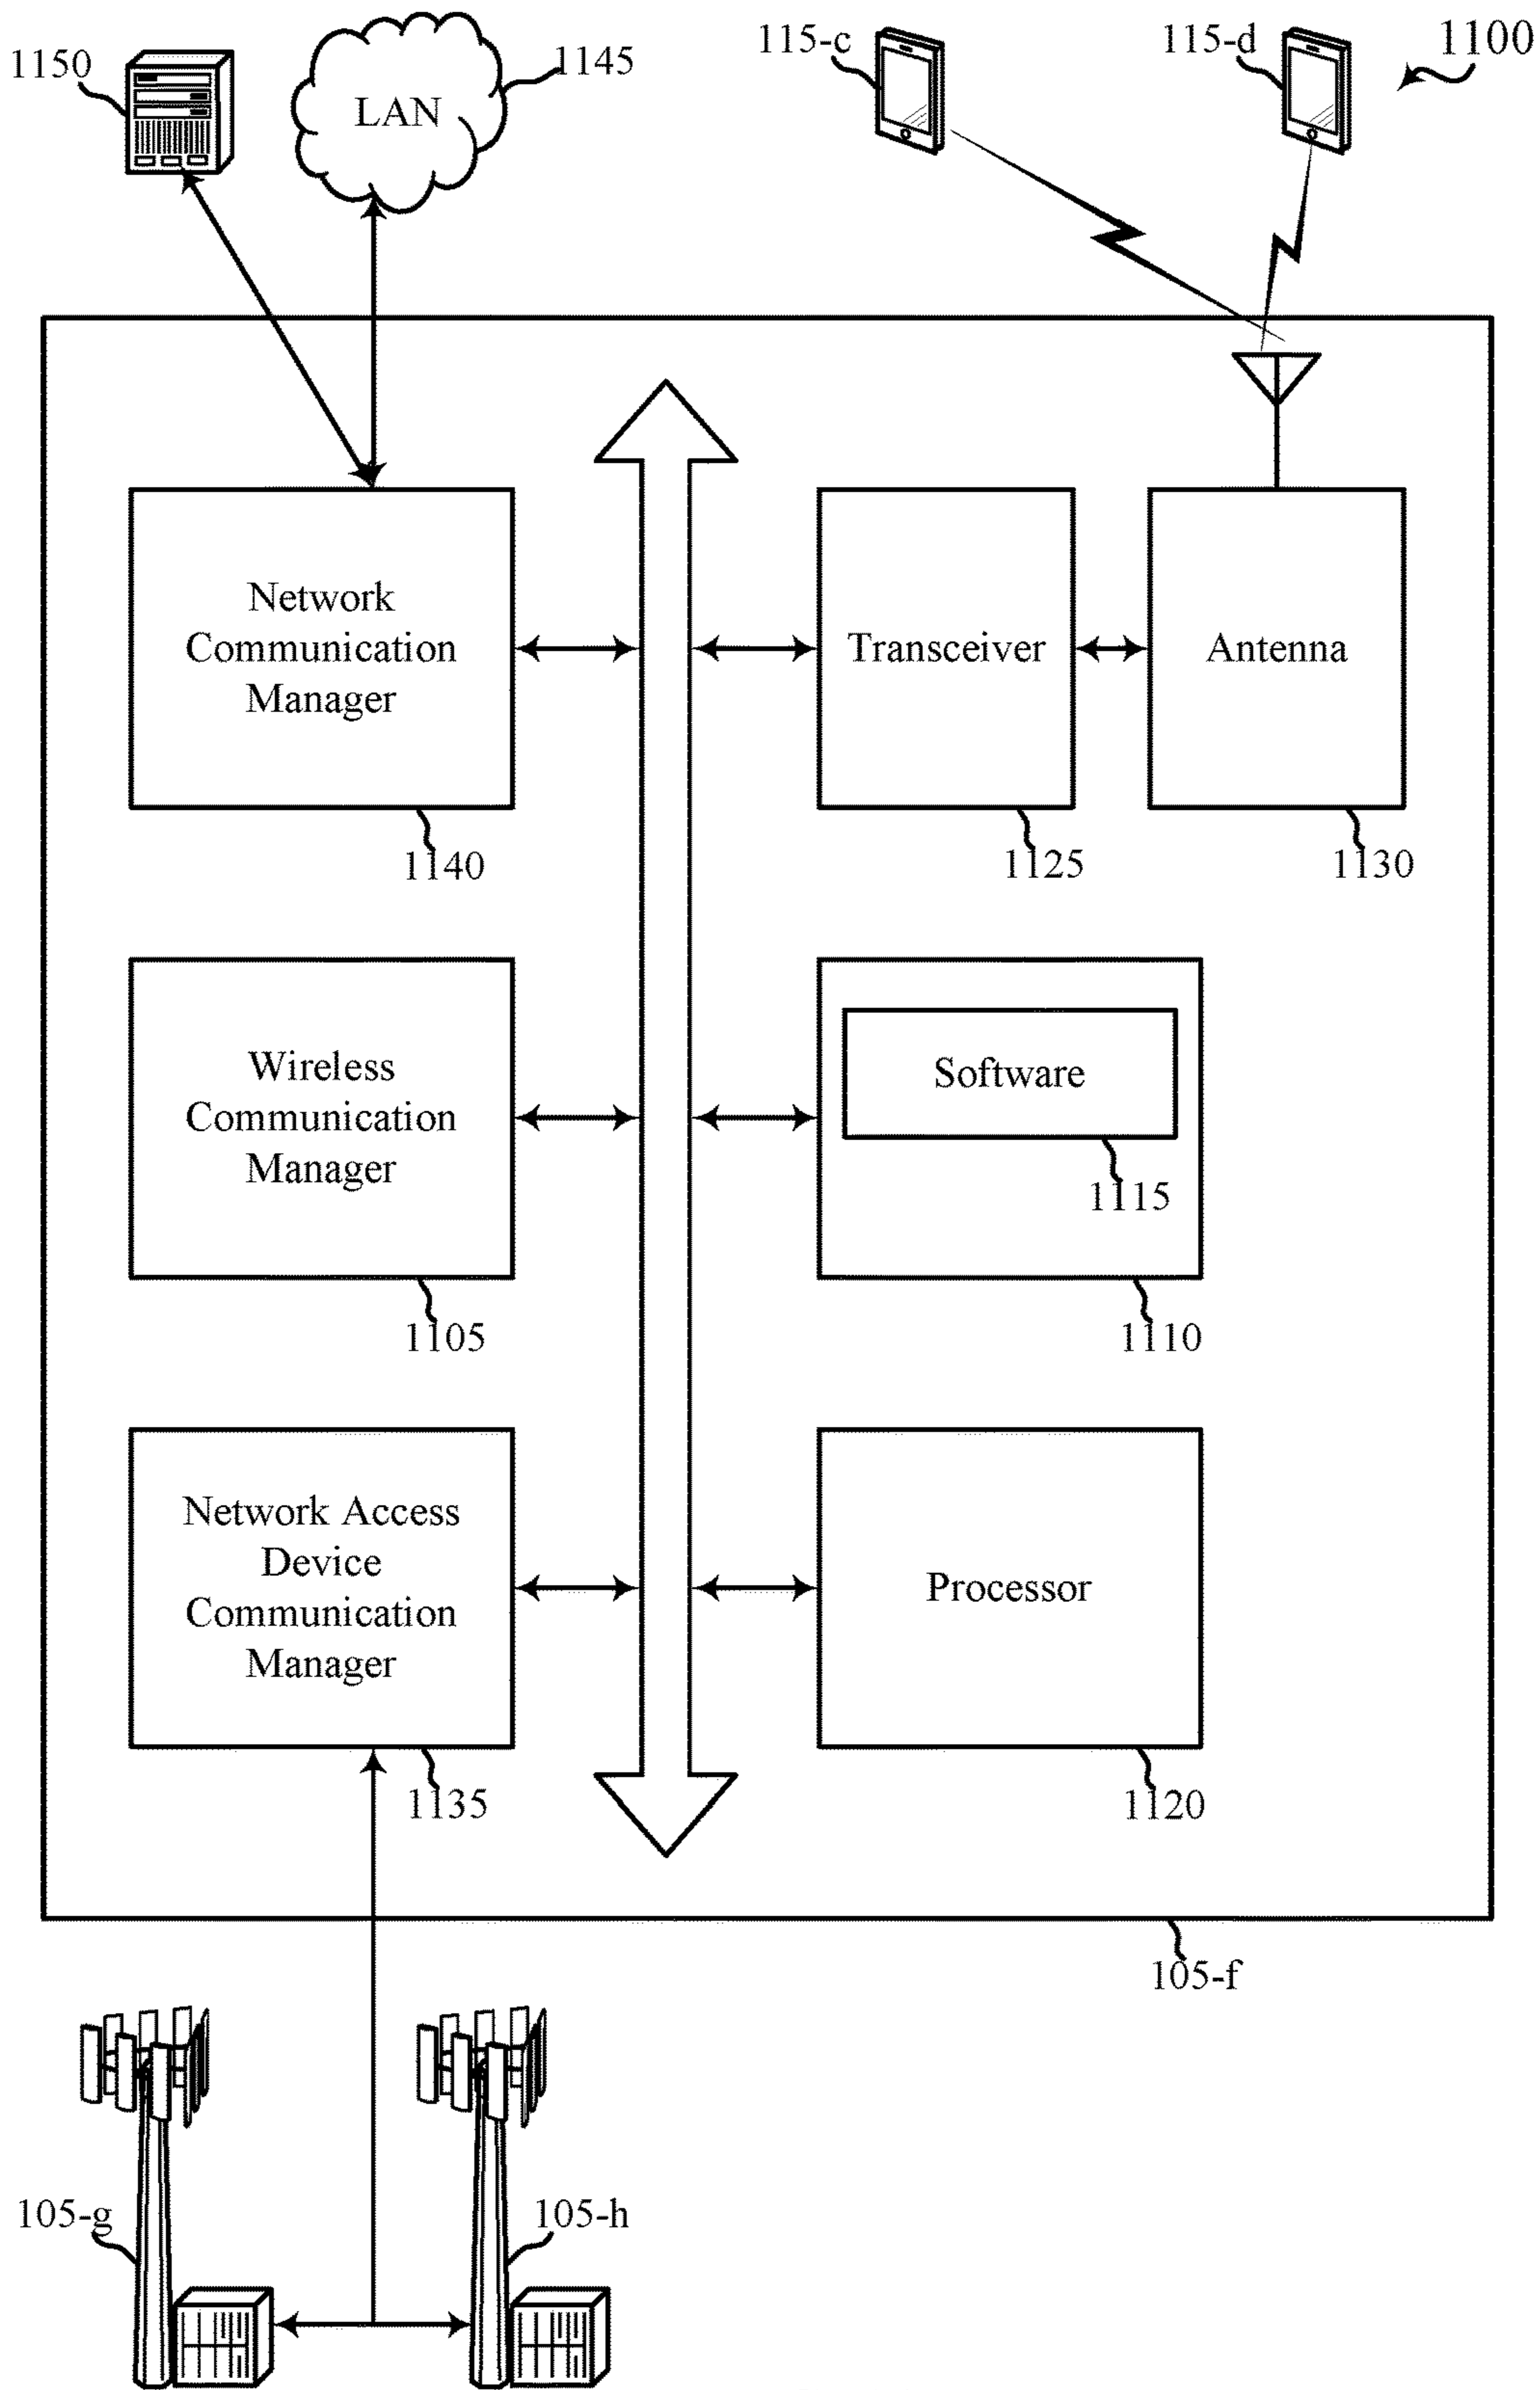 1150
LAN
1145
115-c
115-d
1100
Network
Communication
Manager
1140
Transceiver
1125
Antenna
1130
Wireless
Communication
Manager
1105
Software
1115
1110
Network Access
Device
Communication
Manager
1135
Processor
1120
105-f
105-g
105-h